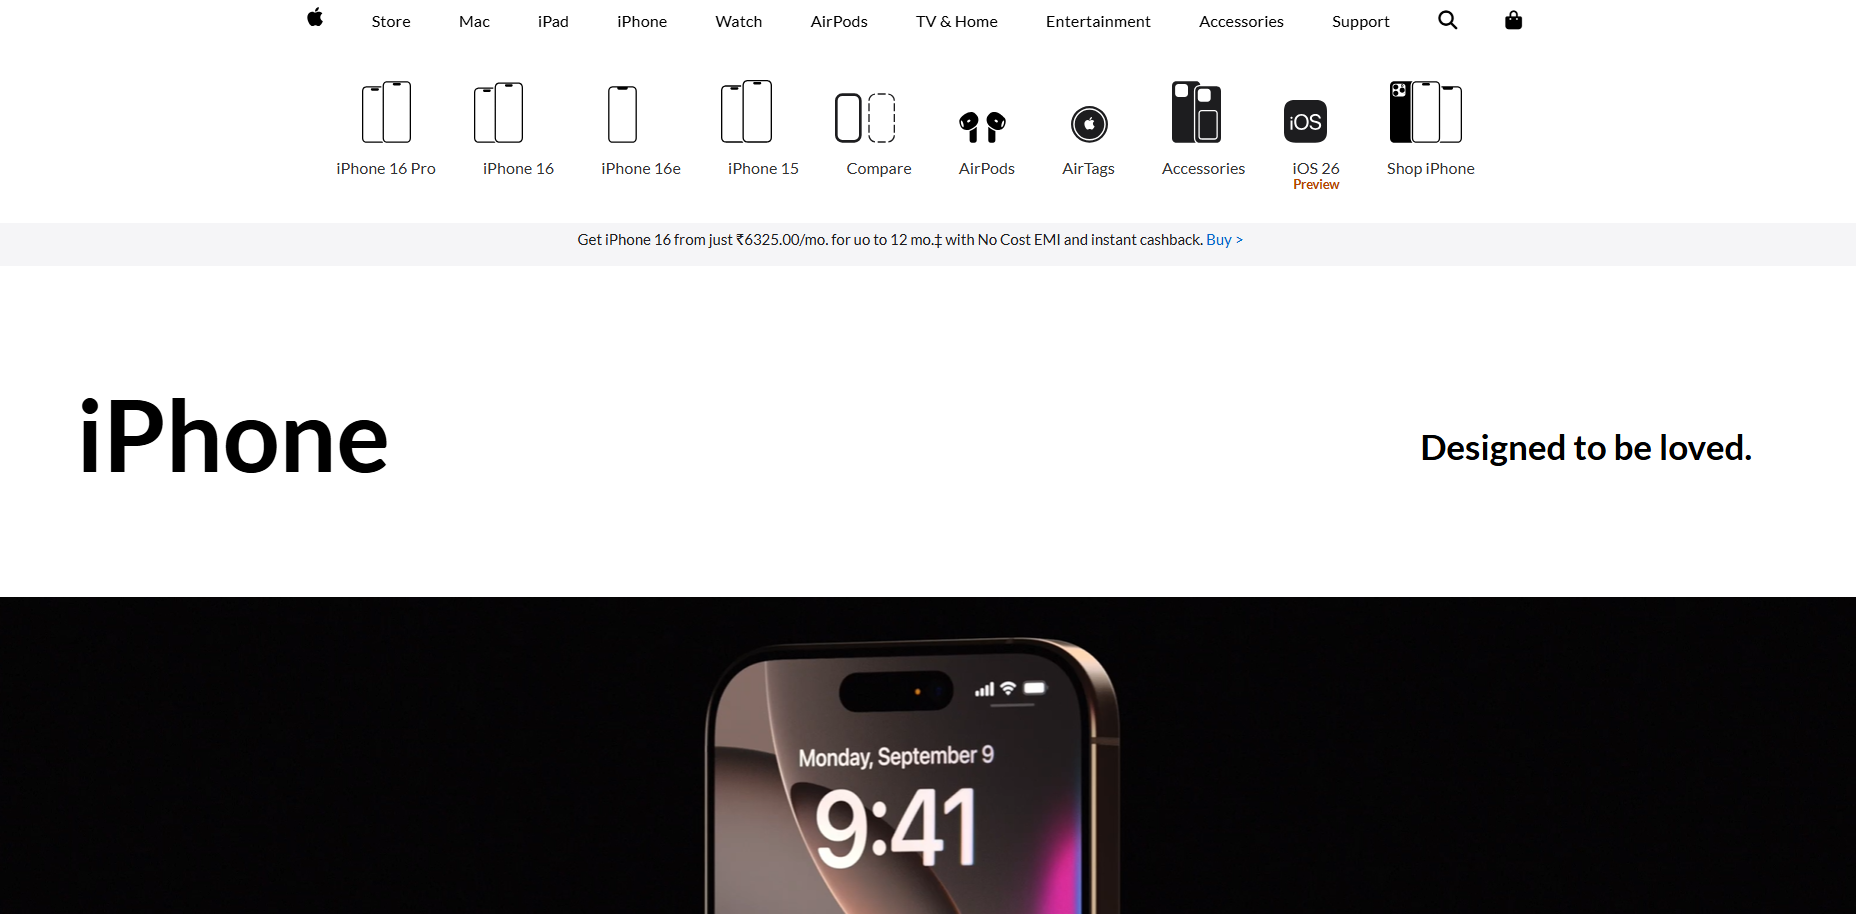 Store Mac iPad iPhone Watch AirPods TV & Home Entertainment Accessories Support
iOS
iPhone 16 Pro iPhone 16 iPhone 16e iPhone 15 Compare AirPods AirTags Accessories iOS 26 Shop iPhone
Preview
Get iPhone 16 from just ₹6325.00/mo. for uo to 12 mo.‡ with No Cost EMI and instant cashback. Buy >
iPhone
Designed to be loved.
Monday, September 9
9:41